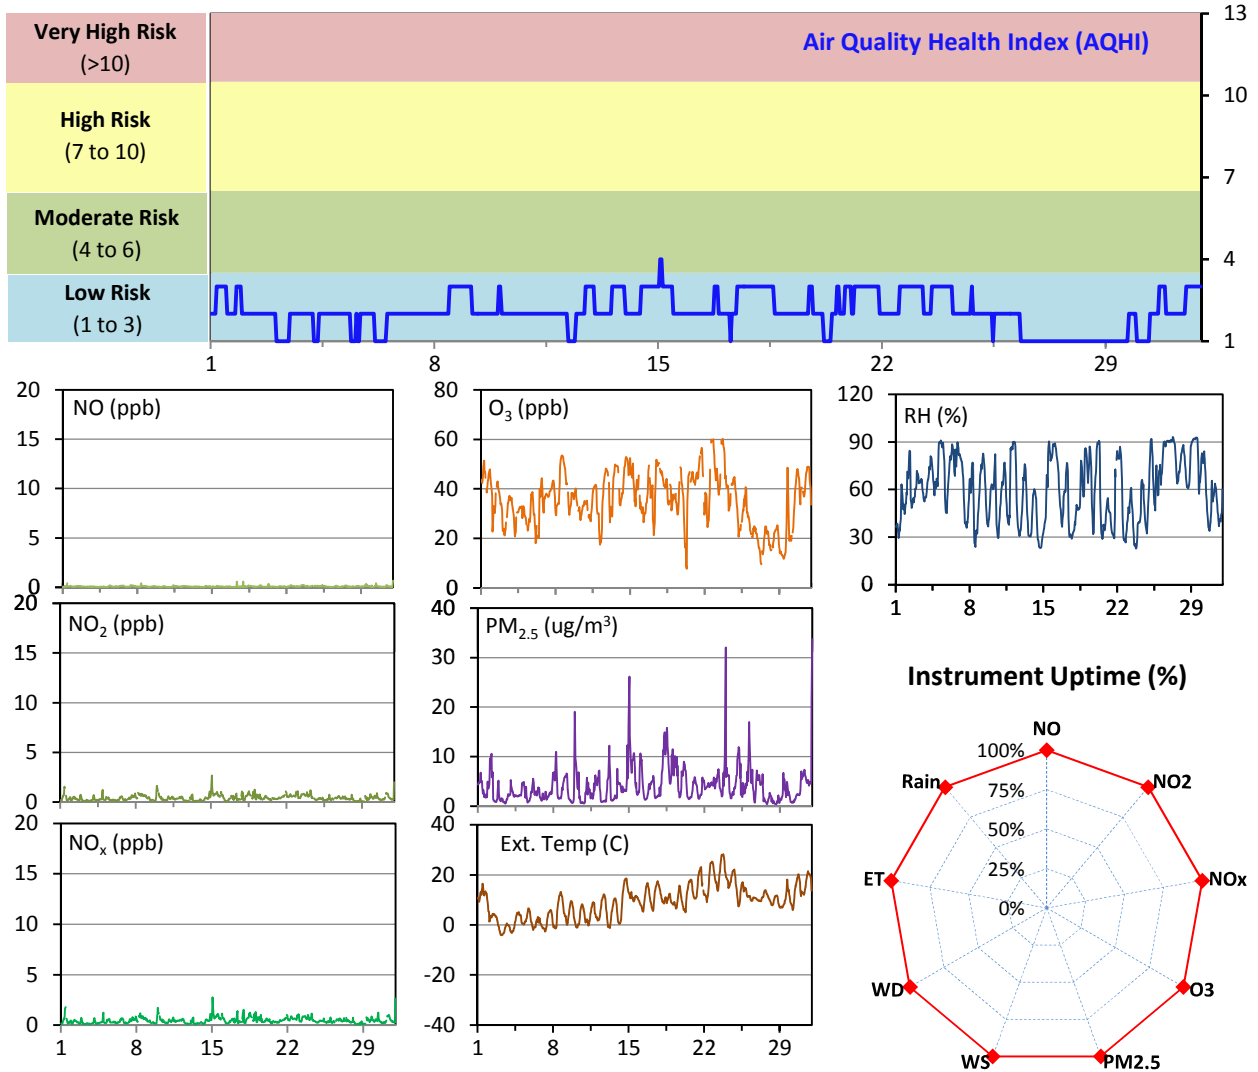 Very High Risk
(>10)
High Risk
(7 to 10)
Moderate Risk
(4 to 6)
Low Risk
(1 to 3)
Air Quality Health Index (AQHI)
13
10
7
4
1
1 8 15 22 29
NO (ppb)
20
15
10
5
0
O3 (ppb)
80
60
40
20
0
RH (%)
120
90
60
30
0
1 8 15 22 29
NO2 (ppb)
20
15
10
5
0
PM2.5 (ug/m3)
40
30
20
10
0
NOx (ppb)
20
15
10
5
0
1 8 15 22 29
Ext. Temp (C)
40
20
0
-20
-40
1 8 15 22 29
Instrument Uptime (%)
NO
NO2
NOx
O3
PM2.5
WS
WD
ET
Rain
100%
75%
50%
25%
0%